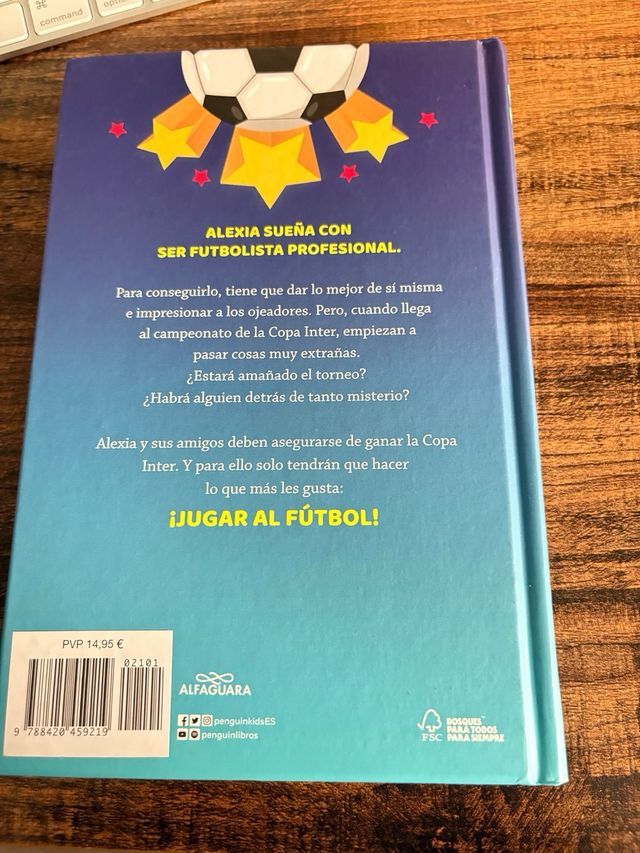 ⌘
command
ALEXIA SUEÑA CON
SER FUTBOLISTA PROFESIONAL.
Para conseguirlo, tiene que dar lo mejor de sí misma
e impresionar a los ojeadores. Pero, cuando llega
al campeonato de la Copa Inter, empiezan a
pasar cosas muy extrañas.
¿Estará amañado el torneo?
¿Habrá alguien detrás de tanto misterio?
Alexia y sus amigos deben asegurarse de ganar la Copa
Inter. Y para ello solo tendrán que hacer
lo que más les gusta:
¡JUGAR AL FÚTBOL!
PVP 14,95 €
02101
9 788420 459219
ALFAGUARA
penguinkidsES
penguinlibros
FSC
BOSQUES™
PARA TODOS
PARA SIEMPRE